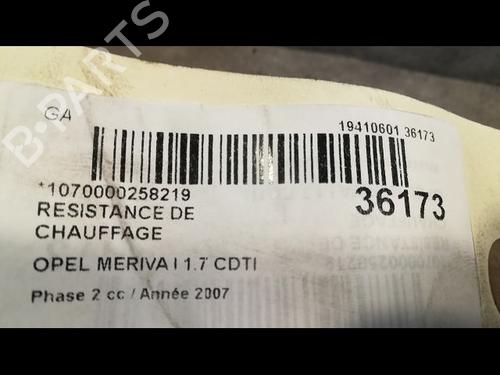 GA
19410601 36173
*1070000258219
36173
RESISTANCE DE
CHAUFFAGE
OPEL MERIVA I 1.7 CDTI
Phase 2 cc / Année 2007
B-PARTS